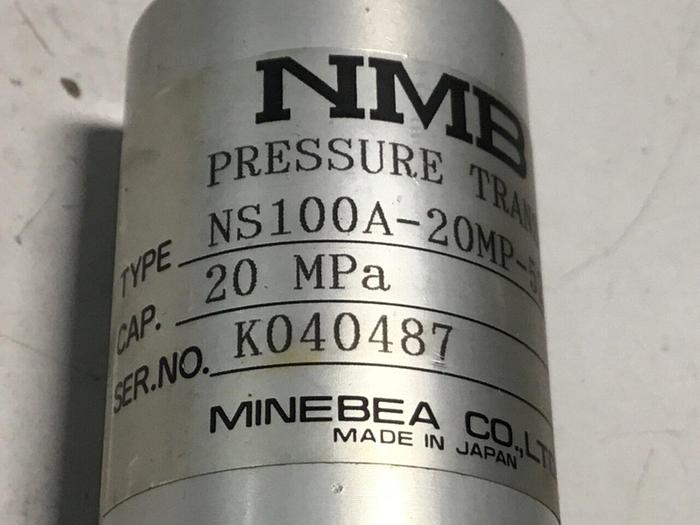 NMB
PRESSURE
TYPE NS100A-20MP-
CAP. 20 MPa
SER.NO. K040487
MINEBEA CO.,
MADE IN JAPAN